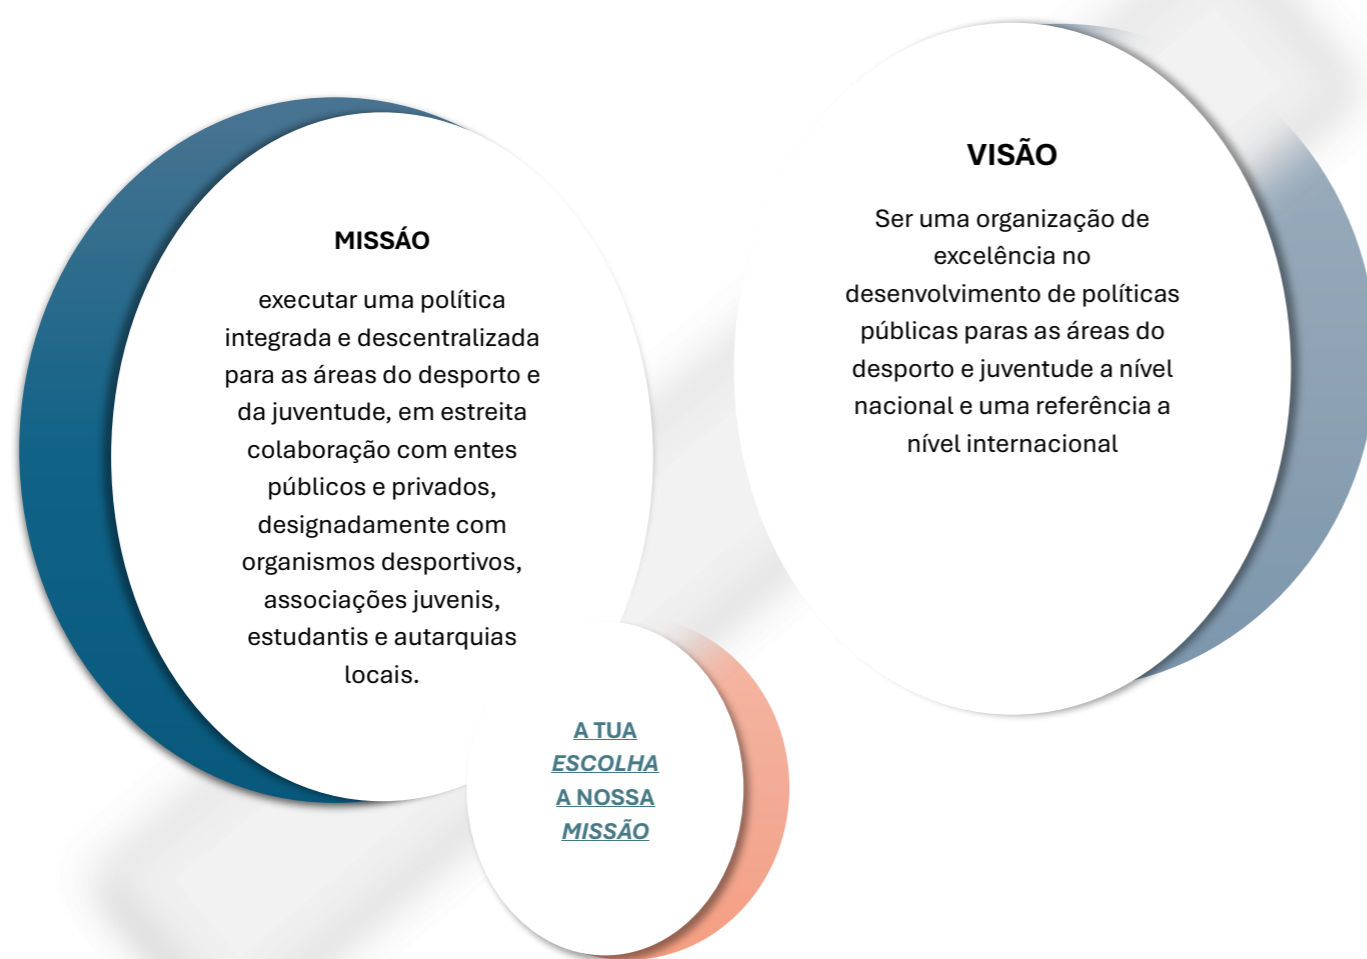 MISSÁO
executar uma política
integrada e descentralizada
para as áreas do desporto e
da juventude, em estreita
colaboração com entes
públicos e privados,
designadamente com
organismos desportivos,
associações juvenis,
estudantis e autarquias
locais.
VISÃO
Ser uma organização de
excelência no
desenvolvimento de políticas
públicas paras as áreas do
desporto e juventude a nível
nacional e uma referência a
nível internacional
A TUA
ESCOLHA
A NOSSA
MISSÃO